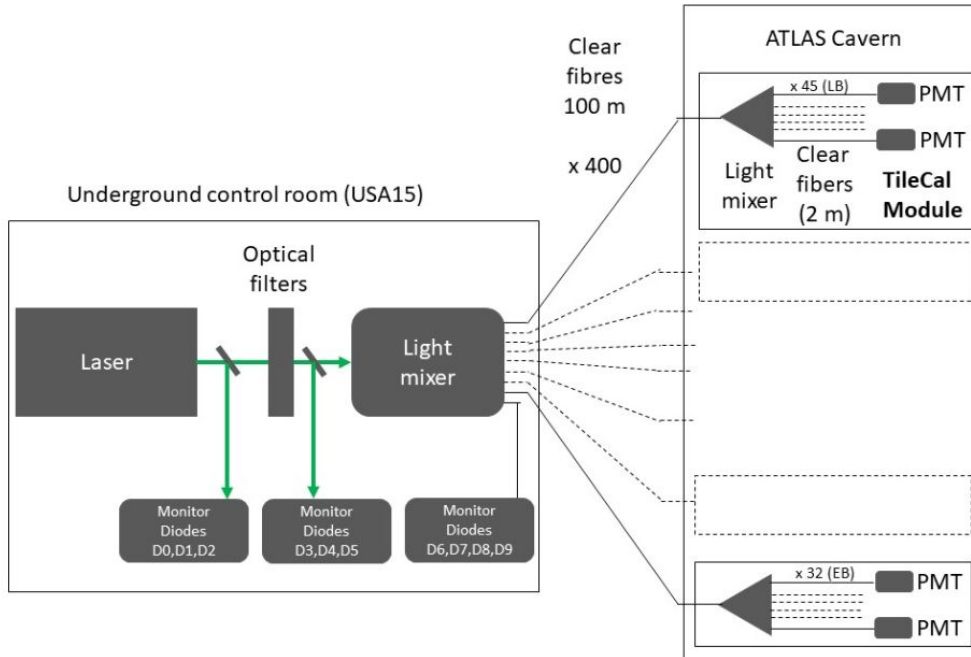 Clear
fibres
100 m
x 400
ATLAS Cavern
x 45 (LB)
PMT
PMT
Light
mixer
Clear
fibers
(2 m)
TileCal
Module
Underground control room (USA15)
Optical
filters
Laser
Light
mixer
Monitor
Diodes
D0,D1,D2
Monitor
Diodes
D3,D4,D5
Monitor
Diodes
D6,D7,D8,D9
x 32 (EB)
PMT
PMT